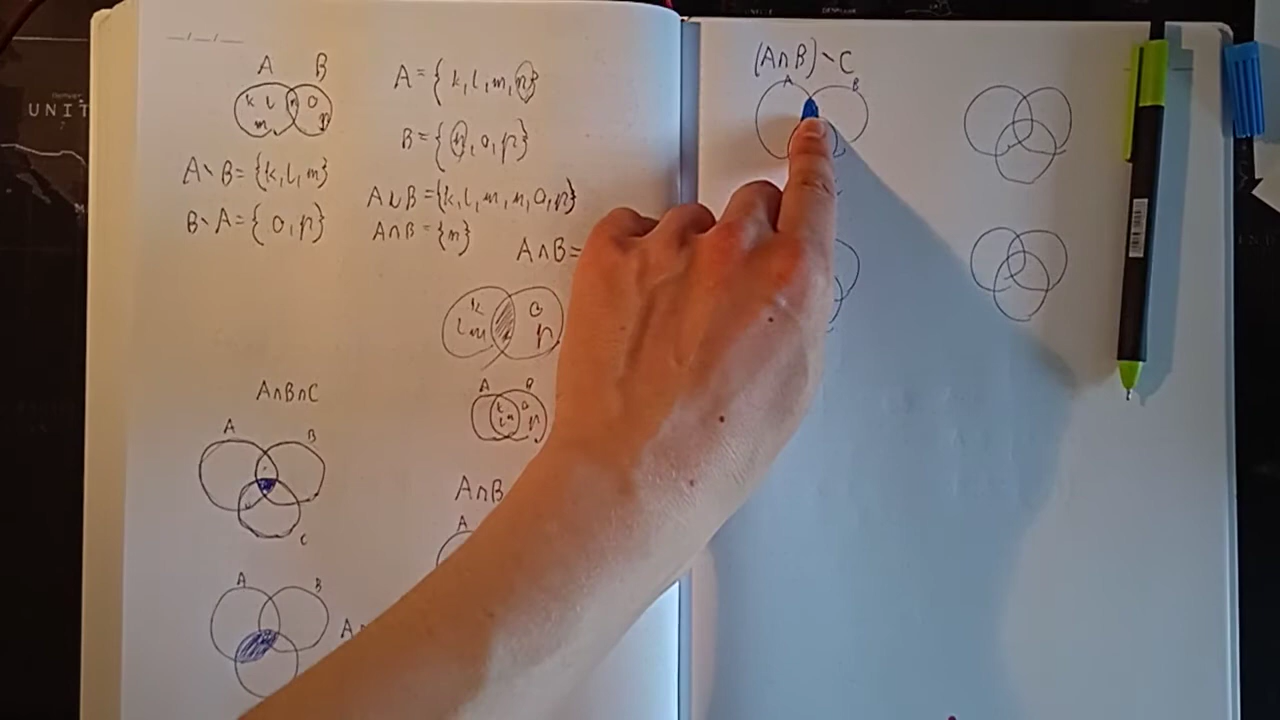 _/_/_
UNIT
A B
k l n o
m p
A = { k, l, m, n}
B = { n, o, p}
A \ B = {k, l, m}
B \ A = { o, p}
A ∪ B = {k, l, m, n, o, p}
A ∩ B = {n}
A ∩ B =
k o
l m p
A∩B∩C
A B
C
A
A∩B
A
A B
A
(A∩B) \ C
A B